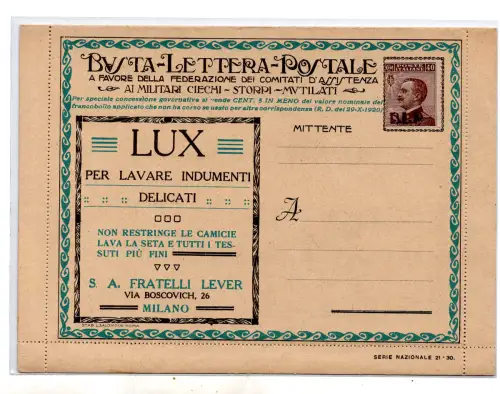 BUSTA-LETTERA-POSTALE
A FAVORE DELLA FEDERAZIONE DEI COMITATI D'ASSISTENZA
AI MILITARI CIECHI - STORPI - MUTILATI
Per speciale concessione governativa si vende CENT. 5 IN MENO del valore nominale del
francobollo applicato che non ha corso se usato per altra corrispondenza (R. D. del 29-X-1920)
B.L.P.
MITTENTE
LUX
PER LAVARE INDUMENTI
DELICATI
NON RESTRINGE LE CAMICIE
LAVA LA SETA E TUTTI I TES-
SUTI PIÙ FINI
S. A. FRATELLI LEVER
VIA BOSCOVICH, 26
MILANO
A
SERIE NAZIONALE 21 - 30.